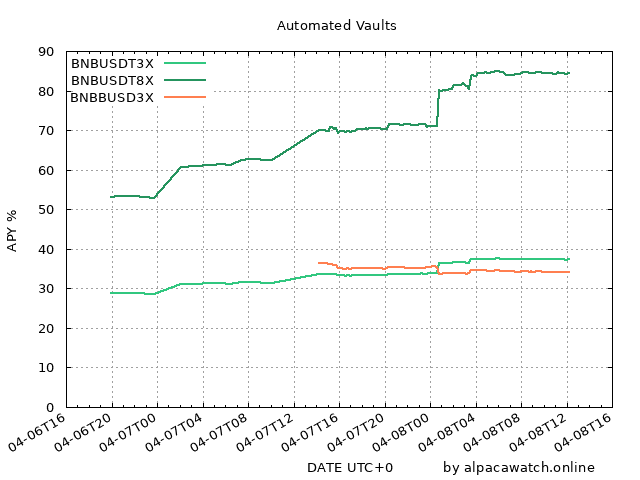 Automated Vaults
BNBUSDT3X
BNBUSDT8X
BNBBUSD3X
90
80
70
60
50
40
30
20
10
0
APY %
04-06T16
04-06T20
04-07T00
04-07T04
04-07T08
04-07T12
04-07T16
04-07T20
04-08T00
04-08T04
04-08T08
04-08T12
04-08T16
DATE UTC+0
by alpacawatch.online